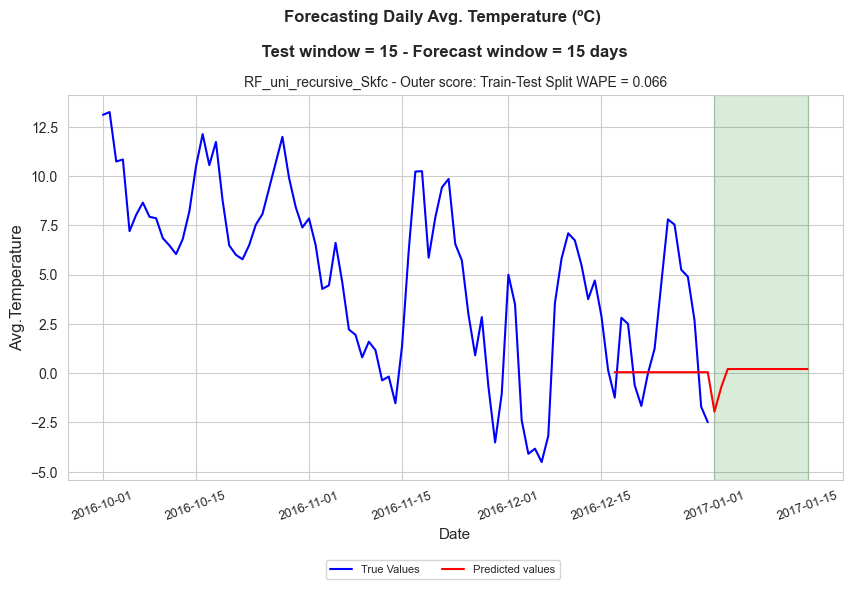 Forecasting Daily Avg. Temperature (ºC)
Test window = 15 - Forecast window = 15 days
RF_uni_recursive_Skfc - Outer score: Train-Test Split WAPE = 0.066
Avg.Temperature
12.5
10.0
7.5
5.0
2.5
0.0
−2.5
−5.0
2016-10-01
2016-10-15
2016-11-01
2016-11-15
2016-12-01
2016-12-15
2017-01-01
2017-01-15
Date
True Values
Predicted values